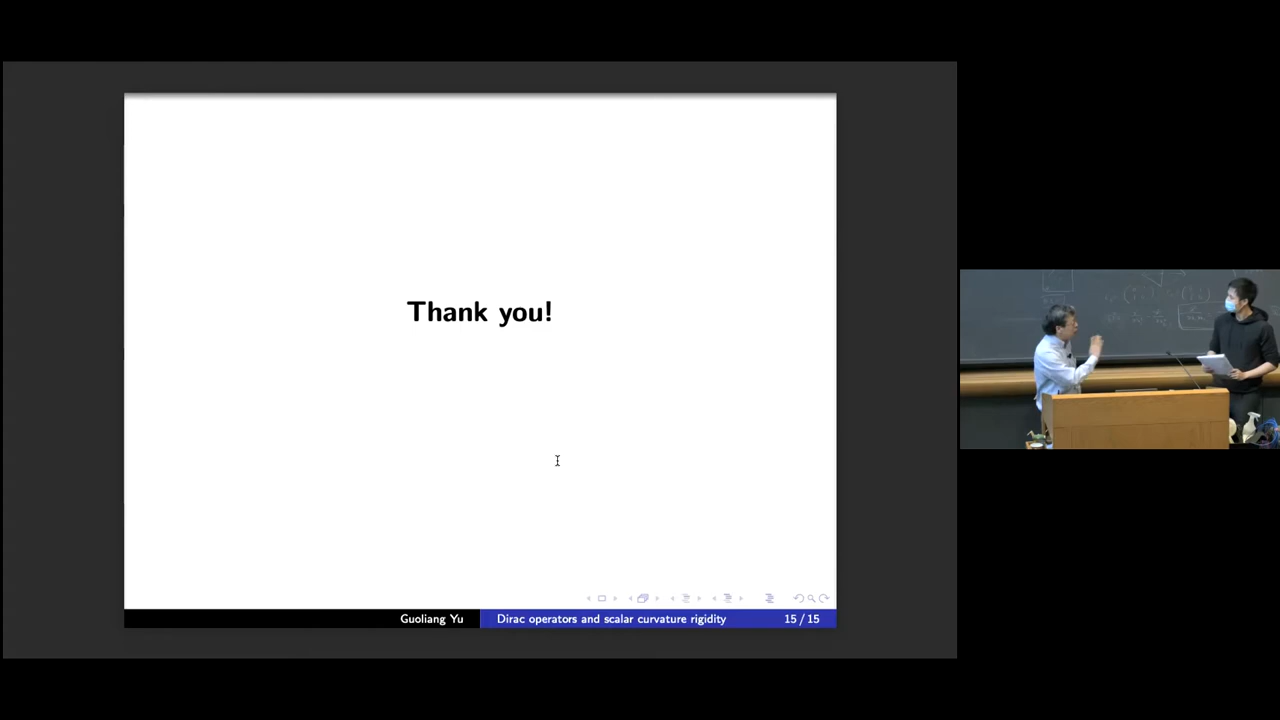 Thank you!
Guoliang Yu
Dirac operators and scalar curvature rigidity
15 / 15